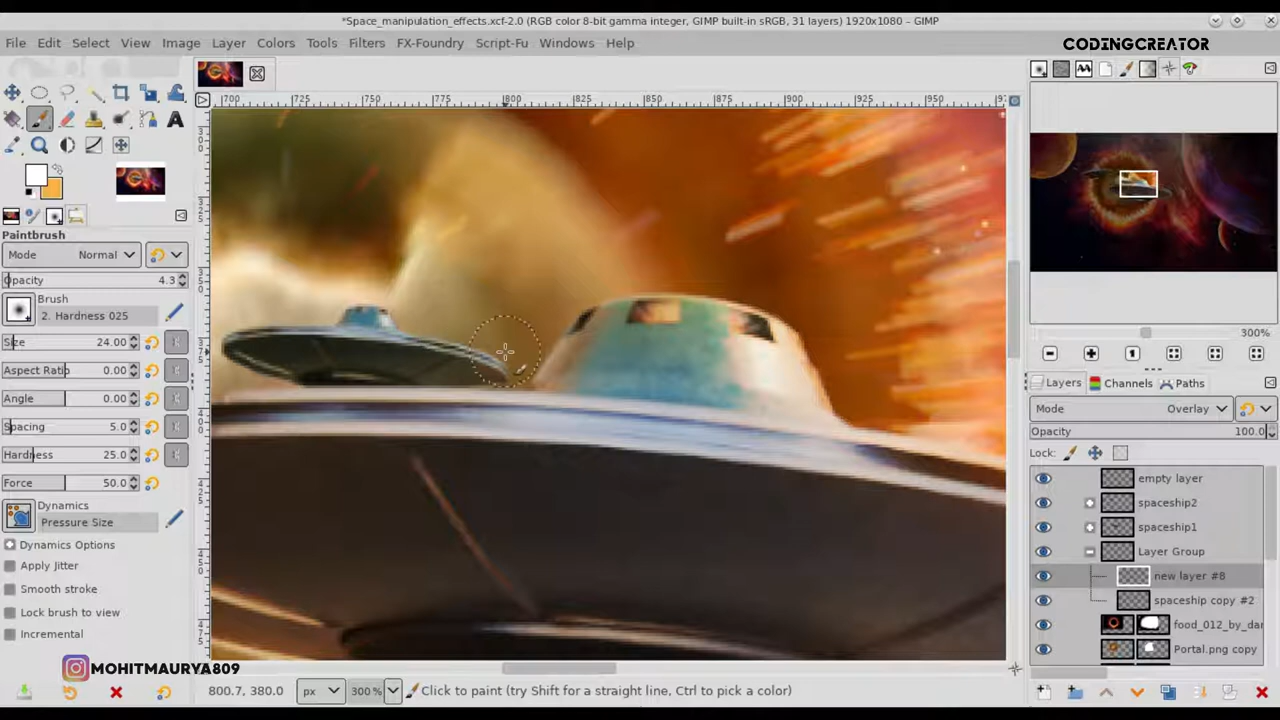 *Space_manipulation_effects.xcf-2.0 (RGB color 8-bit gamma integer, GIMP built-in sRGB, 31 layers) 1920x1080 – GIMP
File Edit Select View Image Layer Colors Tools Filters FX-Foundry Script-Fu Windows Help
CODINGCREATOR
Paintbrush
Mode Normal
Opacity 4.3
Brush
2. Hardness 025
Size 24.00
Aspect Ratio 0.00
Angle 0.00
Spacing 5.0
Hardness 25.0
Force 50.0
Dynamics
Pressure Size
Dynamics Options
Apply Jitter
Smooth stroke
Lock brush to view
Incremental
MOHITMAURYA809
700 725 750 775 800 825 850 875 900 925 950 97
300%
Layers Channels Paths
Mode Overlay
Opacity 100.0
Lock:
empty layer
spaceship2
spaceship1
Layer Group
new layer #8
spaceship copy #2
food_012_by_dar
Portal.png copy
800.7, 380.0 px 300% Click to paint (try Shift for a straight line, Ctrl to pick a color)